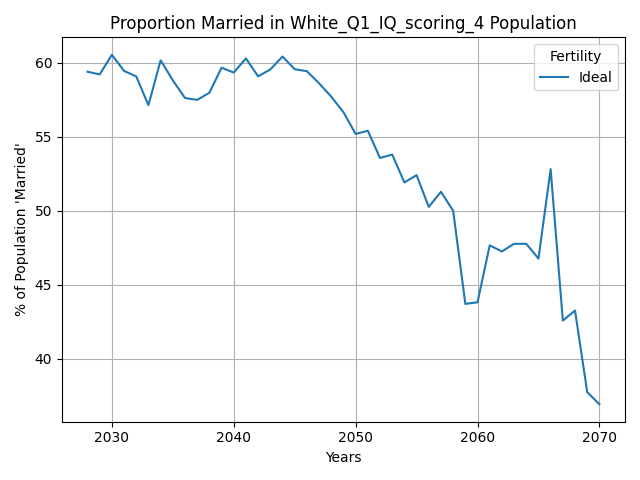 Proportion Married in White_Q1_IQ_scoring_4 Population
% of Population 'Married'
60
55
50
45
40
Fertility
Ideal
2030 2040 2050 2060 2070
Years